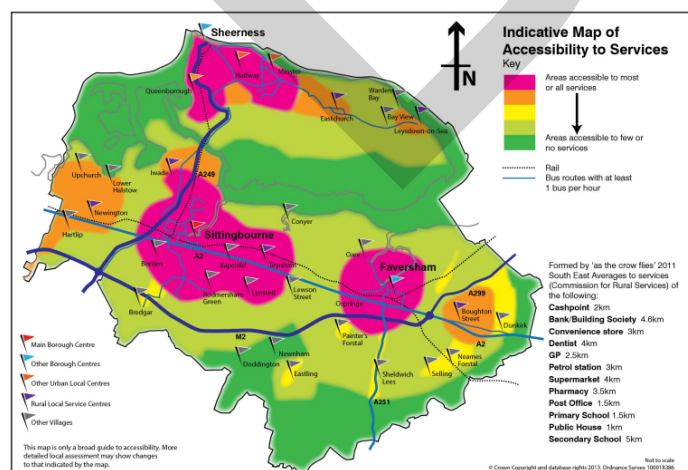 Sheerness
Halfway
Minster
Queenborough
Warden
Bay
Bay View
Eastchurch
Leysdown-on-Sea
Iwade
A249
Upchurch
Lower
Halstow
Newington
Hartlip
Conyer
Sittingbourne
A2
Borden
Bapchild
Teynham
Rodmersham
Green
Lynsted
Lawson
Street
Bredgar
M2
Oare
Faversham
Ospringe
A299
Boughton
Street
Dunkirk
A2
Painter's
Forstal
Newnham
Doddington
Eastling
Sheldwich
Lees
Selling
Neames
Forstal
A251
N
Indicative Map of
Accessibility to Services
Key
Areas accessible to most
or all services
Areas accessible to few or
no services
Rail
Bus routes with at least
1 bus per hour
Formed by 'as the crow flies' 2011
South East Averages to services
(Commission for Rural Services) of
the following:
Cashpoint 2km
Bank/Building Society 4.6km
Convenience store 3km
Dentist 4km
GP 2.5km
Petrol station 3km
Supermarket 4km
Pharmacy 3.5km
Post Office 1.5km
Primary School 1.5km
Public House 1km
Secondary School 5km
Main Borough Centre
Other Borough Centres
Other Urban Local Centres
Rural Local Service Centres
Other Villages
This map is only a broad guide to accessibility. More
detailed local assessment may show changes
to that indicated by the map.
Not to scale
© Crown Copyright and database rights 2013. Ordnance Survey 100018386